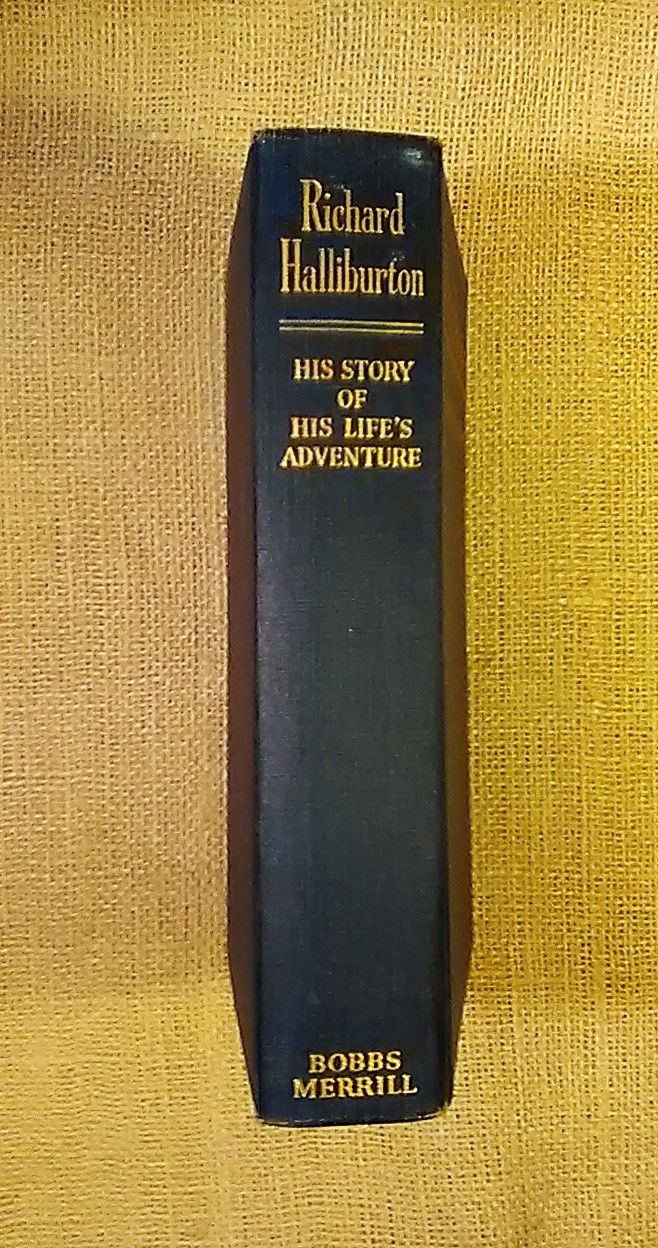 Richard
Halliburton
HIS STORY
OF
HIS LIFE'S
ADVENTURE
BOBBS
MERRILL